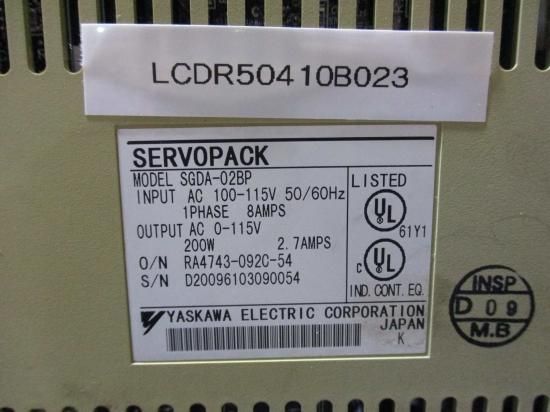 LCDR50410B023
SERVOPACK
MODEL SGDA-02BP
INPUT AC 100-115V 50/60Hz
1PHASE 8AMPS
OUTPUT AC 0-115V
200W 2.7AMPS
O/N RA4743-092C-54
S/N D20096103090054
LISTED
UL
61Y1
C UL
IND. CONT. EQ.
YASKAWA ELECTRIC CORPORATION
JAPAN
K
INSP
D 09
M.B